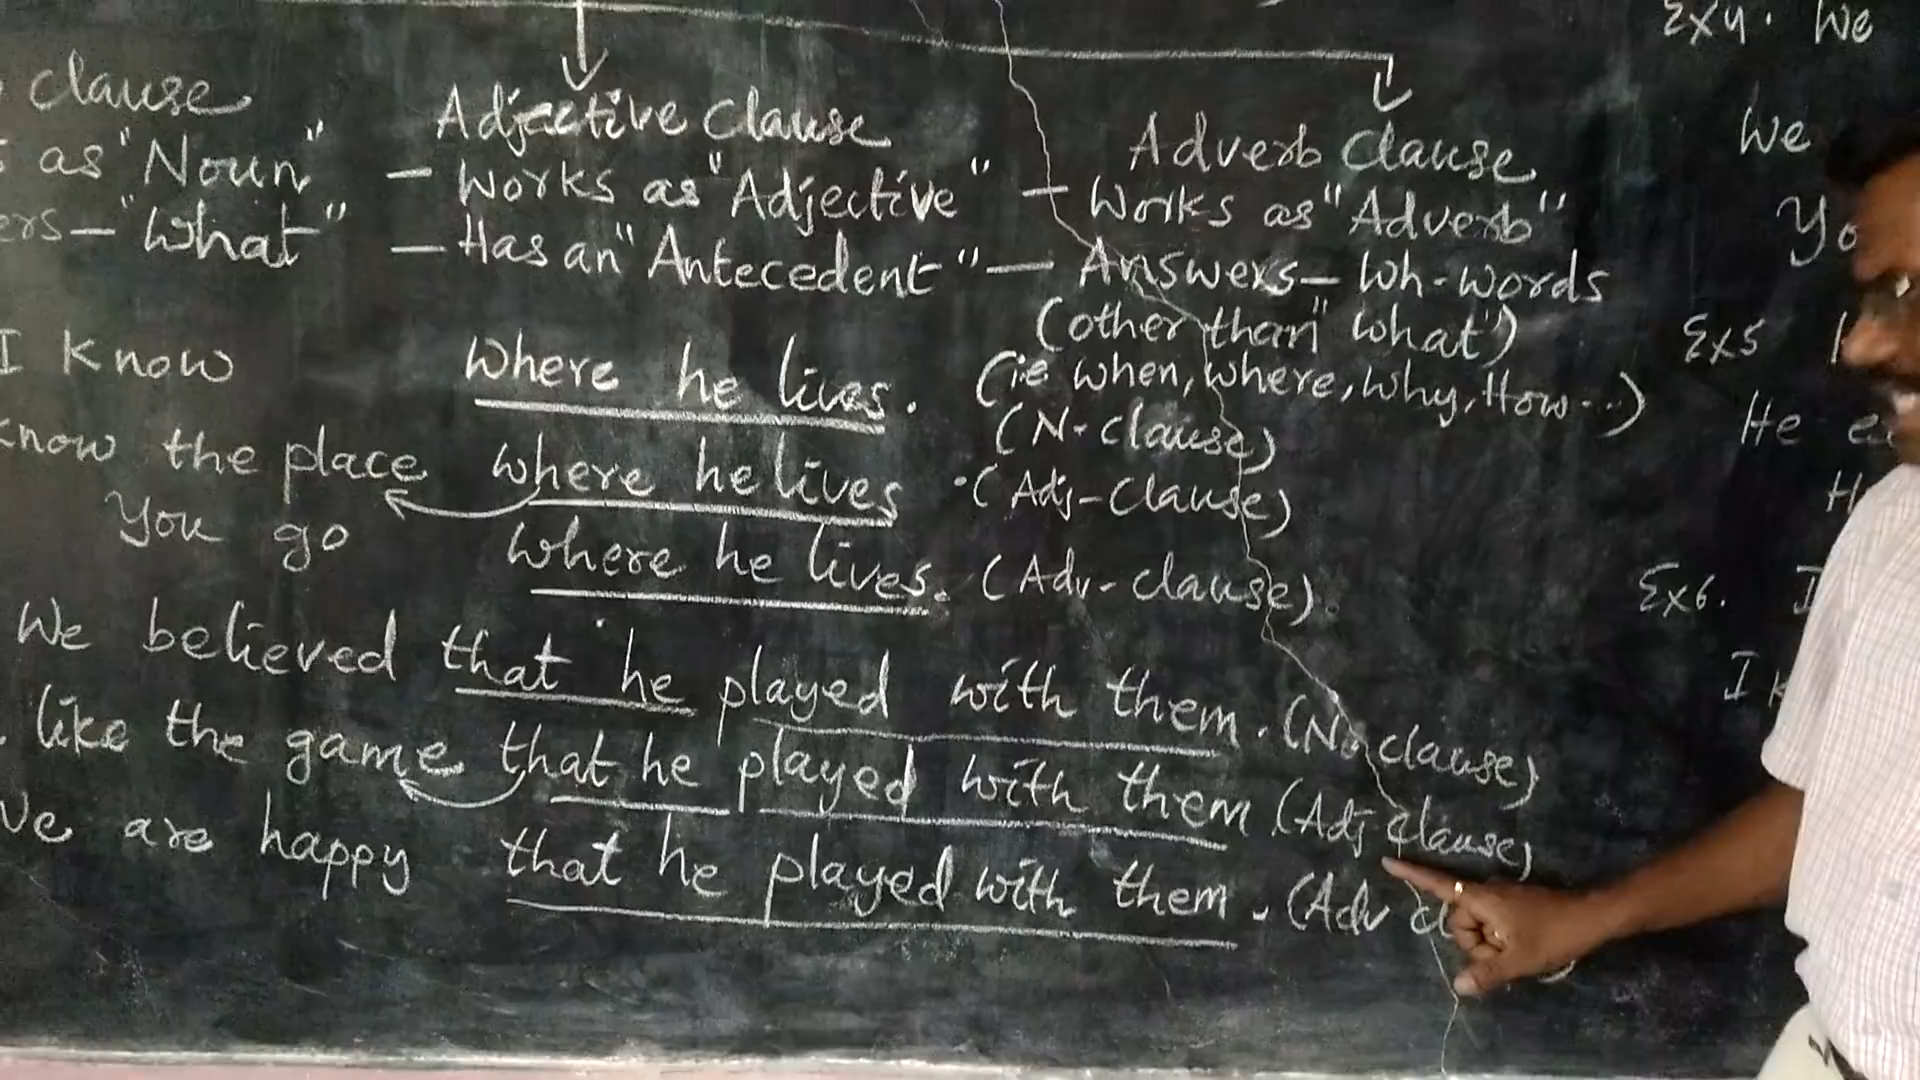 Ex4. We
clause
Adjective Clause
Adverb Clause
We
as "Noun"
- Works as "Adjective"
- Works as "Adverb"
Yo
ers - "What"
- Has an "Antecedent"
- Answers - Wh-words
(other than "What")
Ex5
I know where he lives.
(ie when, where, Why, How...)
(N-clause)
He
know the place where he lives. (Adj-clause)
H
You go where he lives. (Adv-clause).
Ex6. I
We believed that he played with them. (N-clause)
I k
like the game that he played with them. (Adj clause)
We are happy that he played with them. (Adv cl